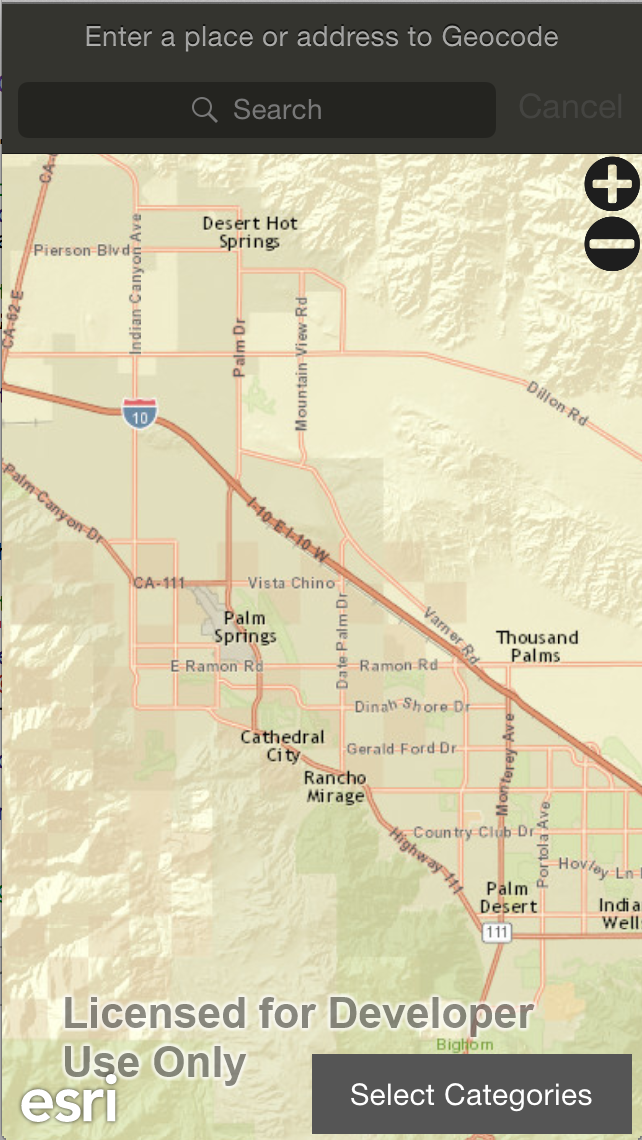 Enter a place or address to Geocode
Search
Cancel
Desert Hot
Springs
Pierson Blvd
Indian Canyon Ave
CA-62 E
Palm Dr
Mountain View Rd
Dillon Rd
10
Palm Canyon Dr
I-10 E I-10 W
CA-111
Vista Chino
Palm
Springs
Date Palm Dr
Varner Rd
Thousand
Palms
E Ramon Rd
Ramon Rd
Dinah Shore Dr
Cathedral
City
Gerald Ford Dr
Monterey Ave
Rancho
Mirage
Country Club Dr
Portola Ave
Highway 111
Hovley Ln
Palm
Desert
India
Well
111
Licensed for Developer
Use Only
Bighorn
esri
Select Categories